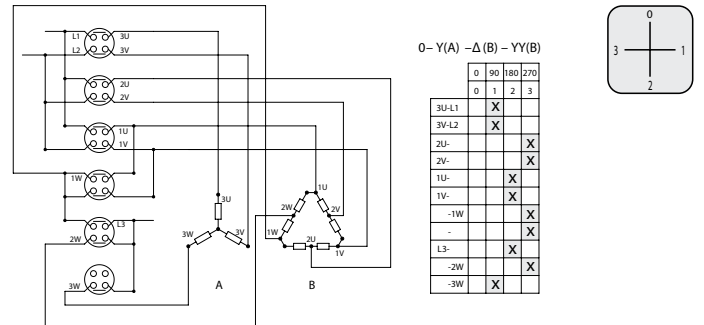 L1 3U
L2 3V
2U
2V
1U
1V
1W
L3
2W
3W
3U
3W 3V
A
1U
2W 2V
1W 2U
1V
B
0– Y(A) –Δ (B) – YY(B)
0 90 180 270
0 1 2 3
3U-L1 X
3V-L2 X
2U- X
2V- X
1U- X
1V- X
-1W X
- X
L3- X
-2W X
-3W X
0
3 1
2